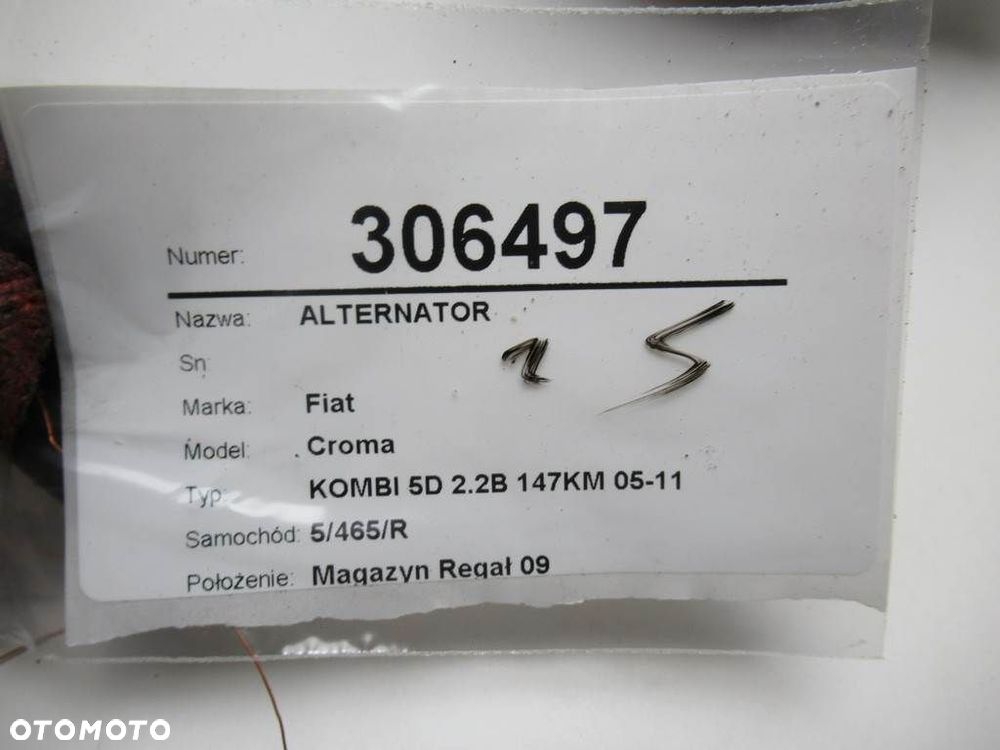 Numer: 306497
Nazwa: ALTERNATOR
Sn
Marka: Fiat
Model: Croma
Typ: KOMBI 5D 2.2B 147KM 05-11
Samochód: 5/465/R
Położenie: Magazyn Regał 09
OTOMOTO